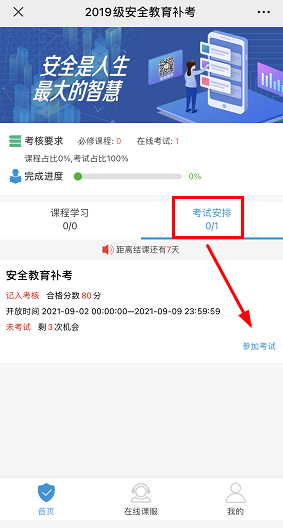 2019级安全教育补考
安全是人生
最大的智慧
考核要求 必修课程: 0 在线考试: 1
课程占比0%,考试占比100%
完成进度 0%
课程学习
0/0
考试安排
0/1
距离结课还有7天
安全教育补考
记入考核 合格分数 80 分
开放时间 2021-09-02 00:00:00—2021-09-09 23:59:59
未考试 剩 3 次机会
参加考试
首页
在线课服
我的